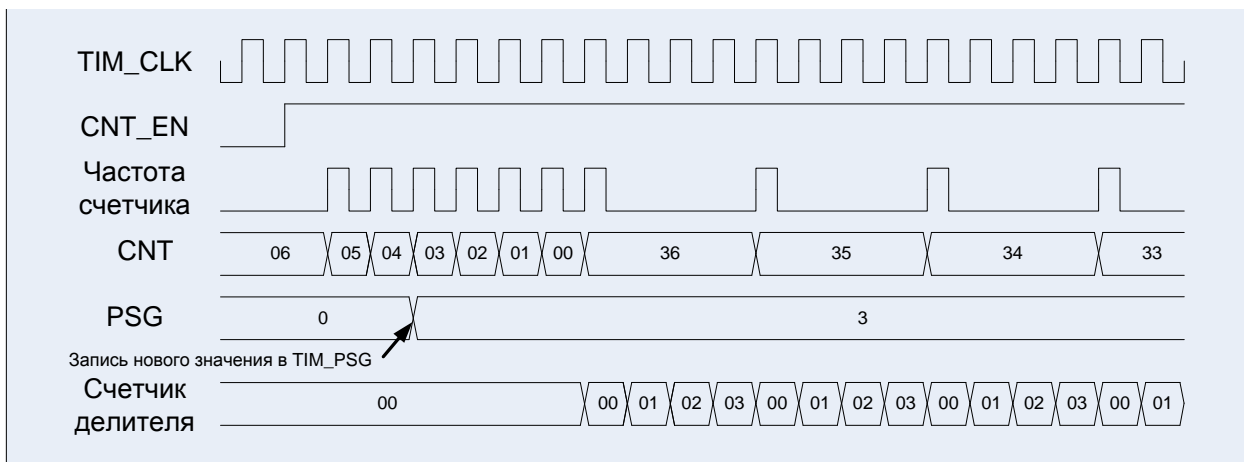 TIM_CLK
CNT_EN
Частота
счетчика
CNT
06 05 04 03 02 01 00 36 35 34 33
PSG
0 3
Запись нового значения в TIM_PSG
Счетчик
делителя
00 00 01 02 03 00 01 02 03 00 01 02 03 00 01